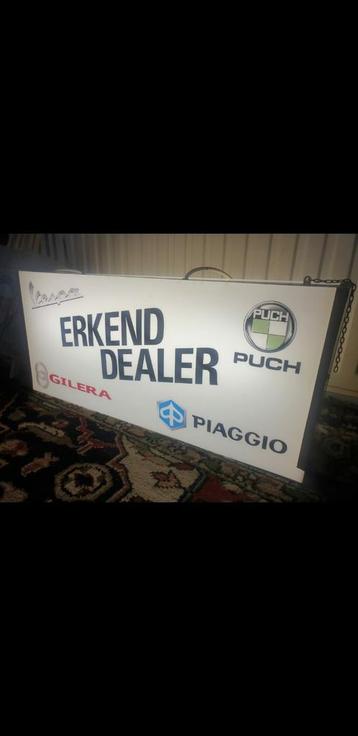 Vespa
ERKEND
DEALER
PUCH
PUCH
GILERA
PIAGGIO